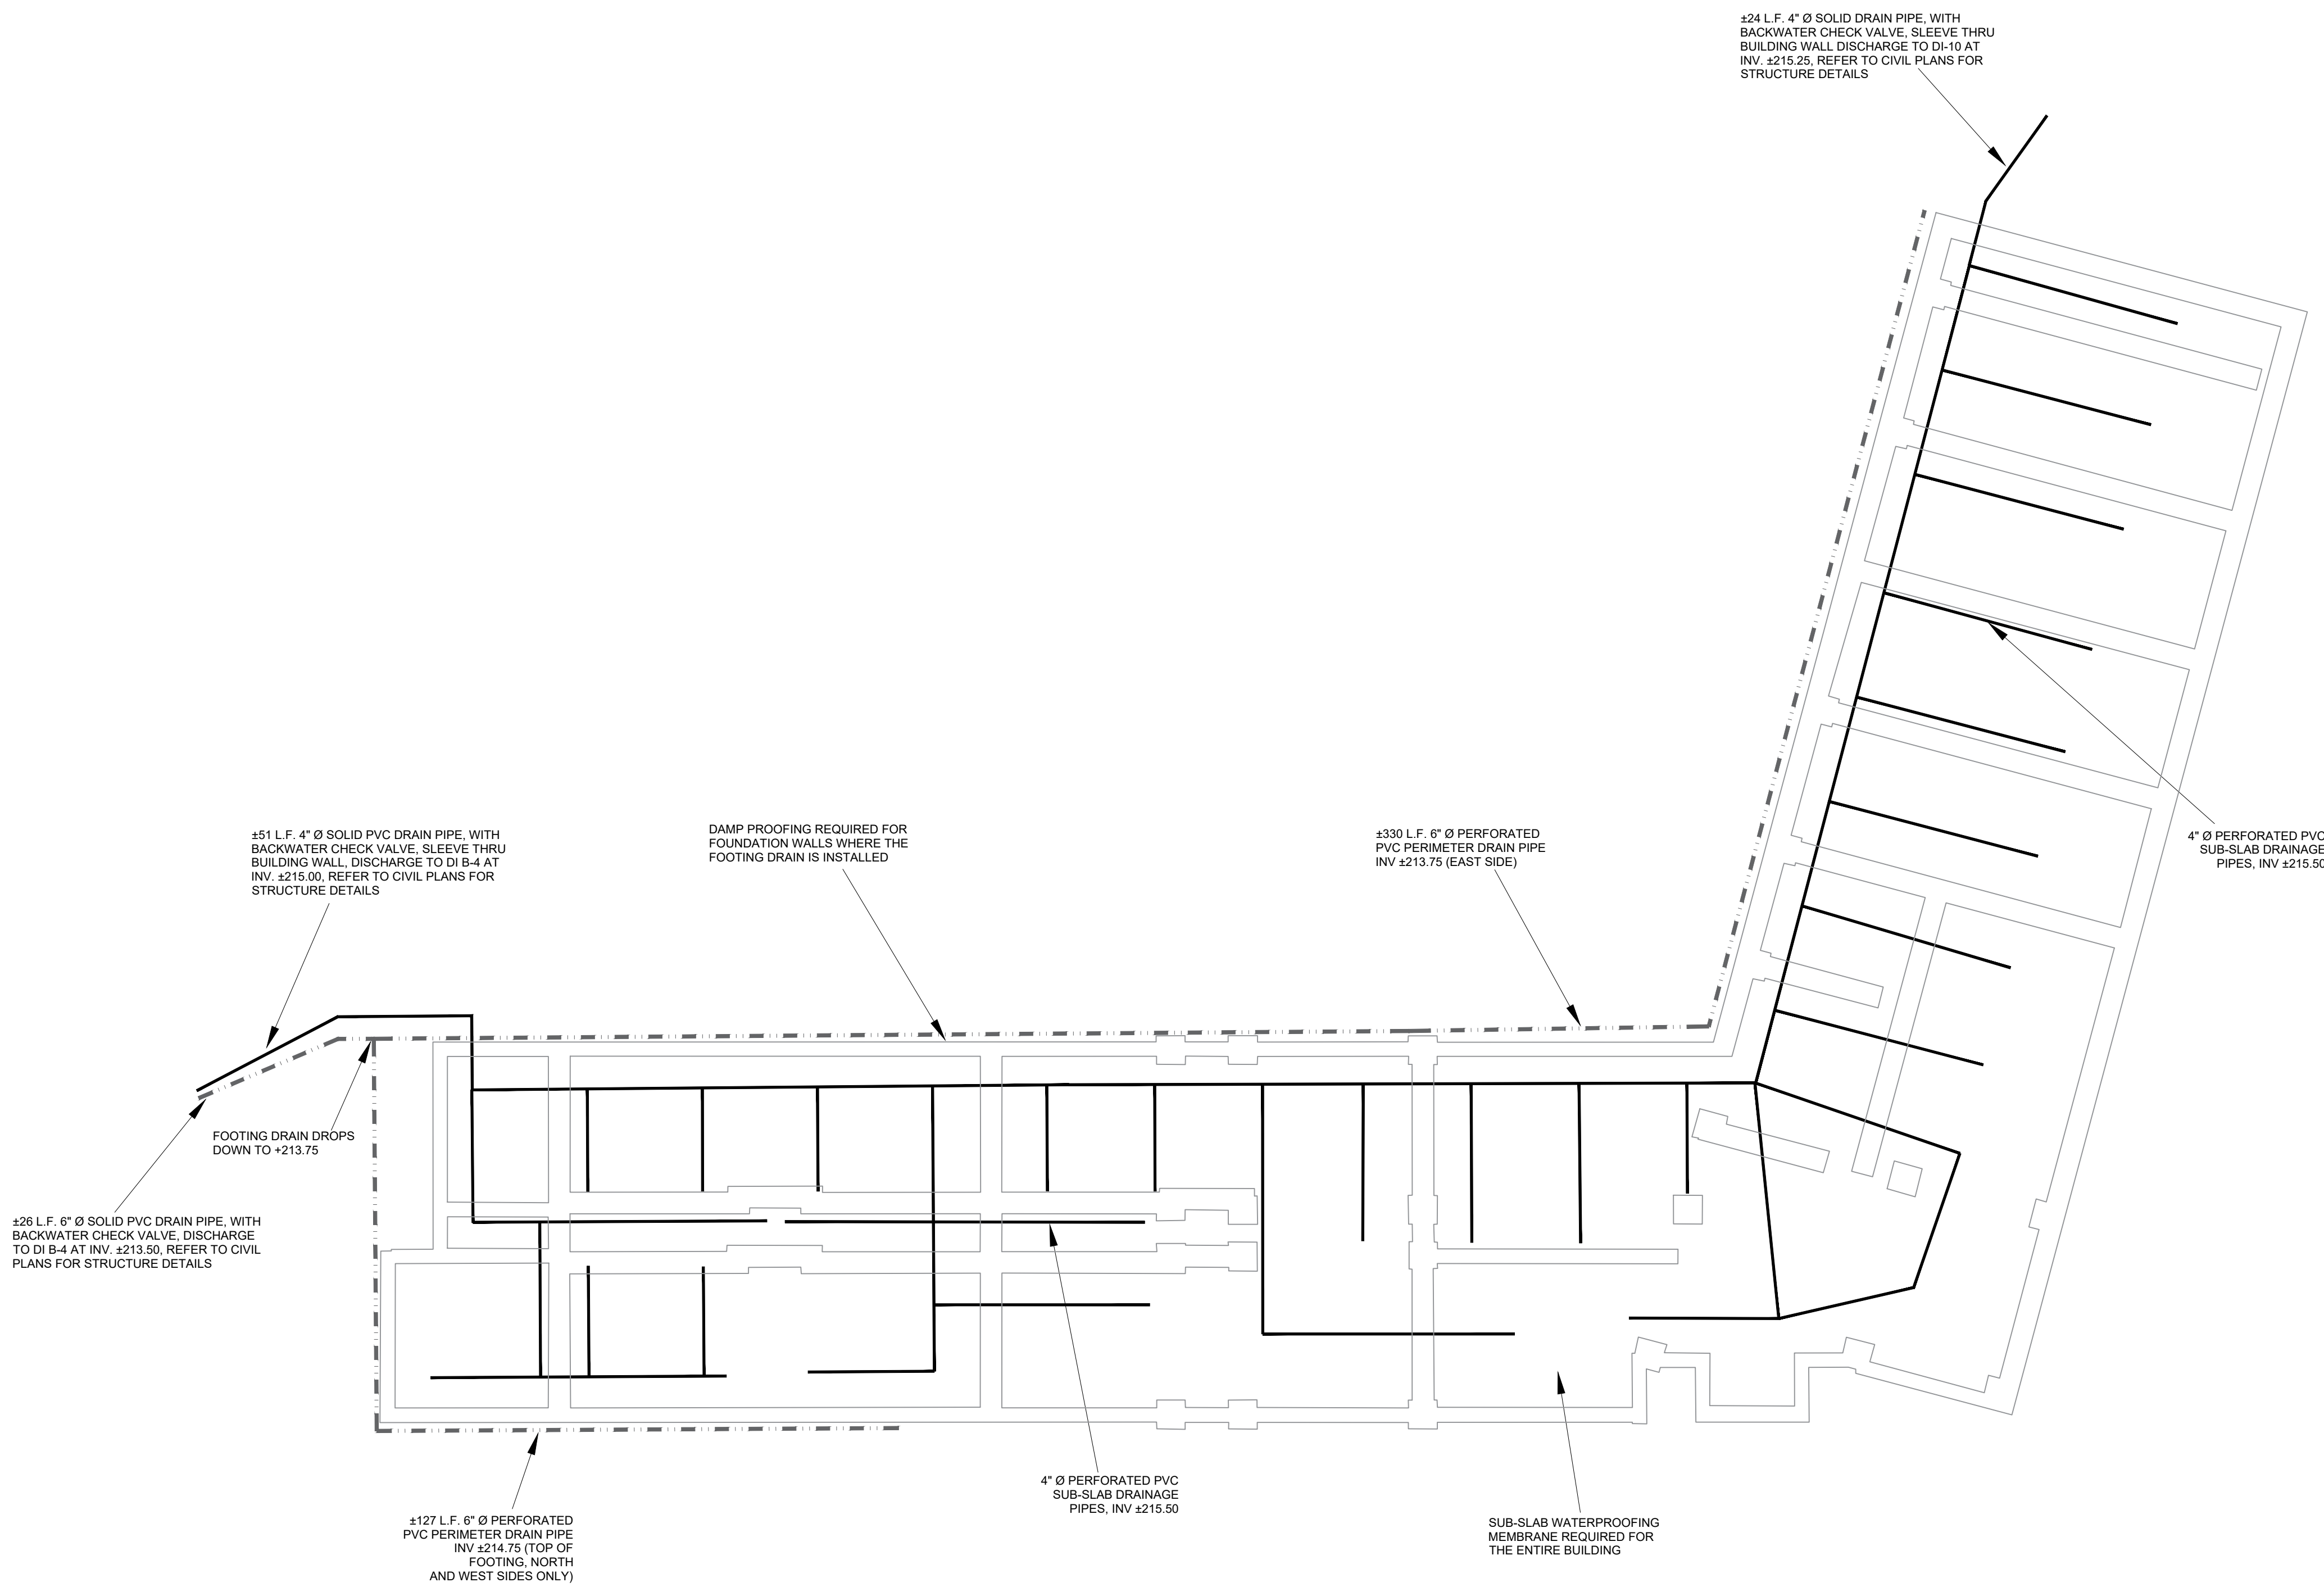 ±24 L.F. 4" Ø SOLID DRAIN PIPE, WITH
BACKWATER CHECK VALVE, SLEEVE THRU
BUILDING WALL DISCHARGE TO DI-10 AT
INV. ±215.25, REFER TO CIVIL PLANS FOR
STRUCTURE DETAILS
±51 L.F. 4" Ø SOLID PVC DRAIN PIPE, WITH
BACKWATER CHECK VALVE, SLEEVE THRU
BUILDING WALL, DISCHARGE TO DI B-4 AT
INV. ±215.00, REFER TO CIVIL PLANS FOR
STRUCTURE DETAILS
DAMP PROOFING REQUIRED FOR
FOUNDATION WALLS WHERE THE
FOOTING DRAIN IS INSTALLED
±330 L.F. 6" Ø PERFORATED
PVC PERIMETER DRAIN PIPE
INV ±213.75 (EAST SIDE)
4" Ø PERFORATED PVC
SUB-SLAB DRAINAGE
PIPES, INV ±215.50
FOOTING DRAIN DROPS
DOWN TO +213.75
±26 L.F. 6" Ø SOLID PVC DRAIN PIPE, WITH
BACKWATER CHECK VALVE, DISCHARGE
TO DI B-4 AT INV. ±213.50, REFER TO CIVIL
PLANS FOR STRUCTURE DETAILS
4" Ø PERFORATED PVC
SUB-SLAB DRAINAGE
PIPES, INV ±215.50
±127 L.F. 6" Ø PERFORATED
PVC PERIMETER DRAIN PIPE
INV ±214.75 (TOP OF
FOOTING, NORTH
AND WEST SIDES ONLY)
SUB-SLAB WATERPROOFING
MEMBRANE REQUIRED FOR
THE ENTIRE BUILDING